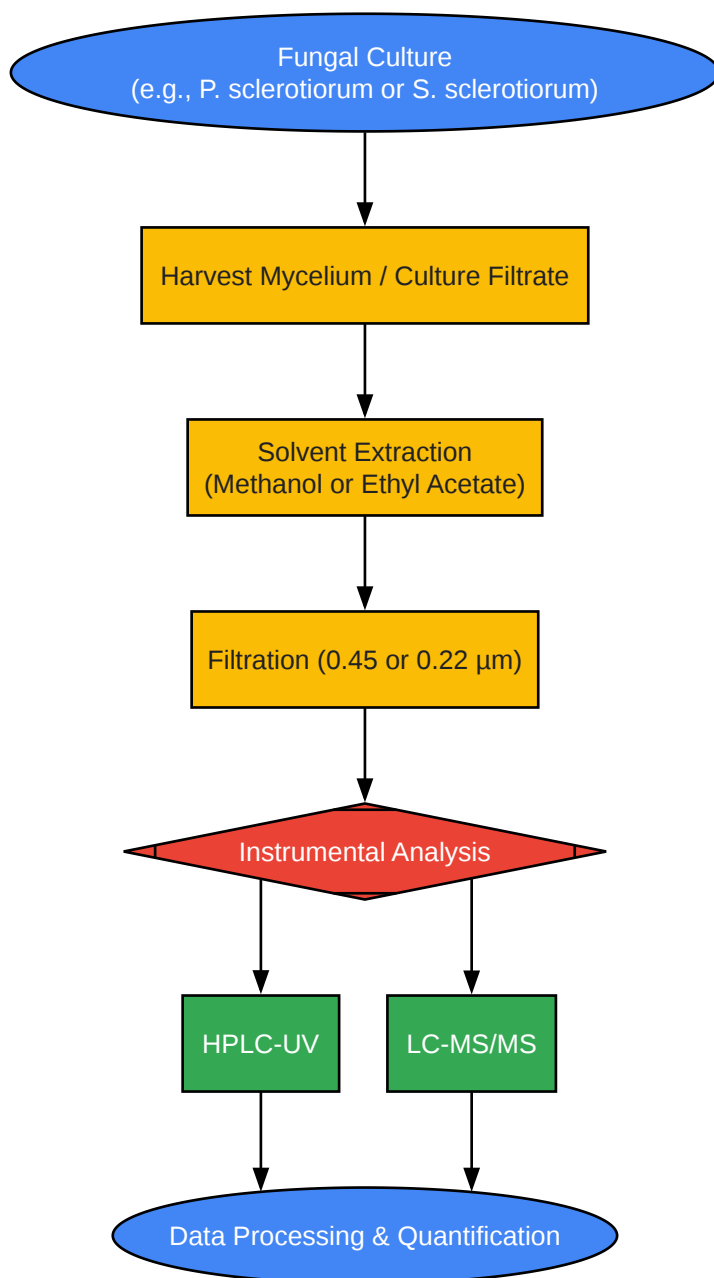 Fungal Culture
(e.g., P. sclerotiorum or S. sclerotiorum)
Harvest Mycelium / Culture Filtrate
Solvent Extraction
(Methanol or Ethyl Acetate)
Filtration (0.45 or 0.22 µm)
Instrumental Analysis
HPLC-UV
LC-MS/MS
Data Processing & Quantification